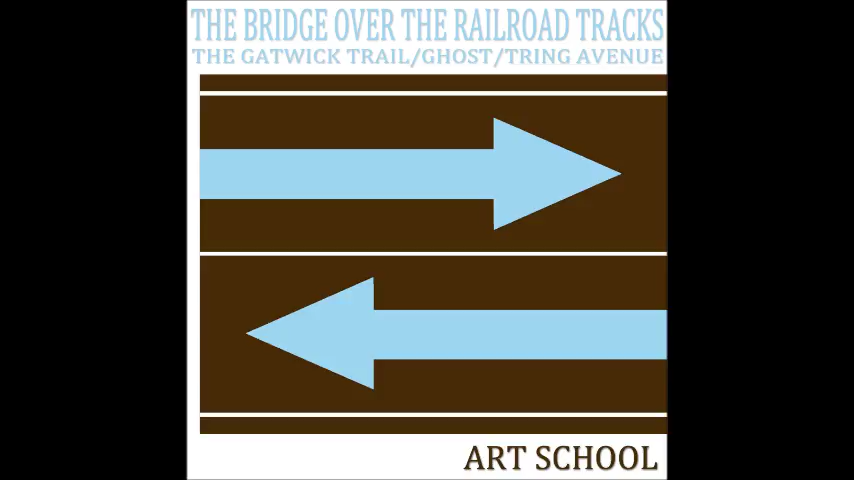 THE BRIDGE OVER THE RAILROAD TRACKS
THE GATWICK TRAIL/GHOST/TRING AVENUE
ART SCHOOL